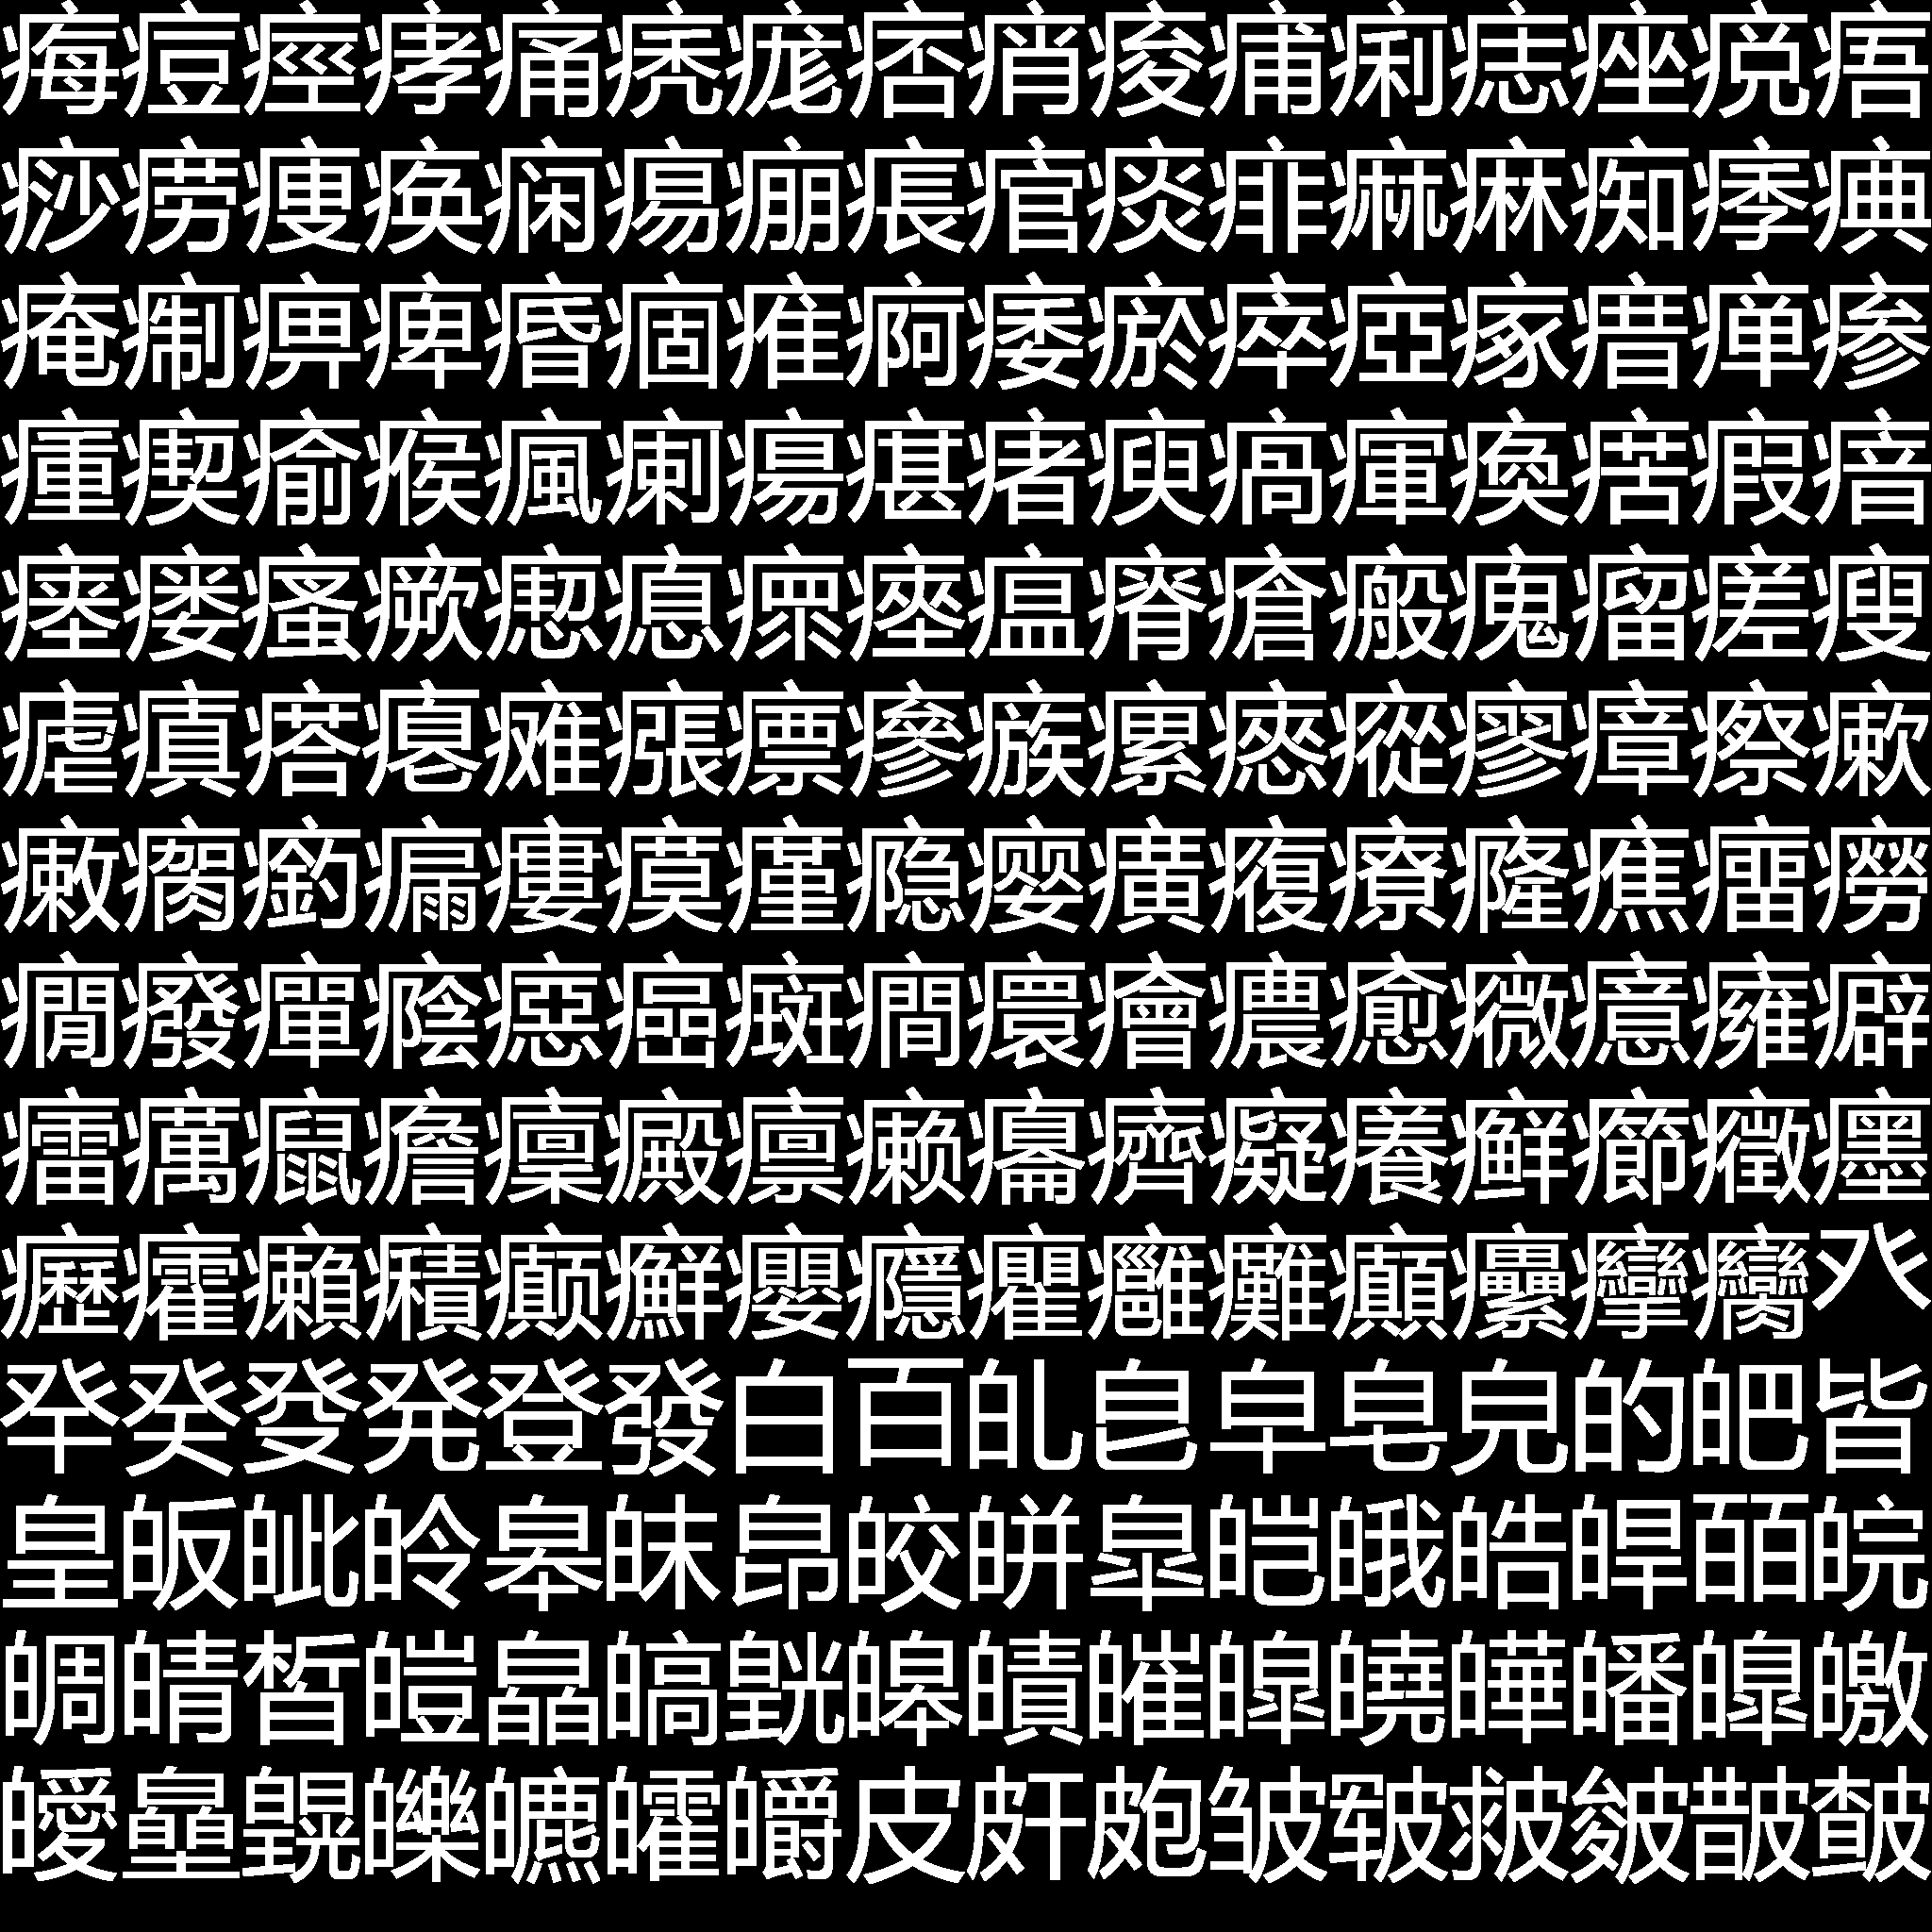 痗痘痙痚痛痜痝痞痟痠痡痢痣痤痥痦
痧痨痩痪痫痬痭痮痯痰痱痲痳痴痵痶
痷痸痹痺痻痼痽痾痿瘀瘁瘂瘃瘄瘅瘆
瘇瘈瘉瘊瘋瘌瘍瘎瘏瘐瘑瘒瘓瘔瘕瘖
瘗瘘瘙瘚瘛瘜瘝瘞瘟瘠瘡瘢瘣瘤瘥瘦
瘧瘨瘩瘪瘫瘬瘭瘮瘯瘰瘱瘲瘳瘴瘵瘶
瘷瘸瘹瘺瘻瘼瘽瘾瘿癀癁療癃癄癅癆
癇癈癉癊癋癌癍癎癏癐癑癒癓癔癕癖
癗癘癙癚癛癜癝癞癟癠癡癢癣癤癥癦
癧癨癩癪癫癬癭癮癯癰癱癲癳癴癵癶
癷癸癹発登發白百癿皀皁皂皃的皅皆
皇皈皉皊皋皌皍皎皏皐皑皒皓皔皕皖
皗皘皙皚皛皜皝皞皟皠皡皢皣皤皥皦
皧皨皩皪皫皬皭皮皯皰皱皲皳皴皵皶